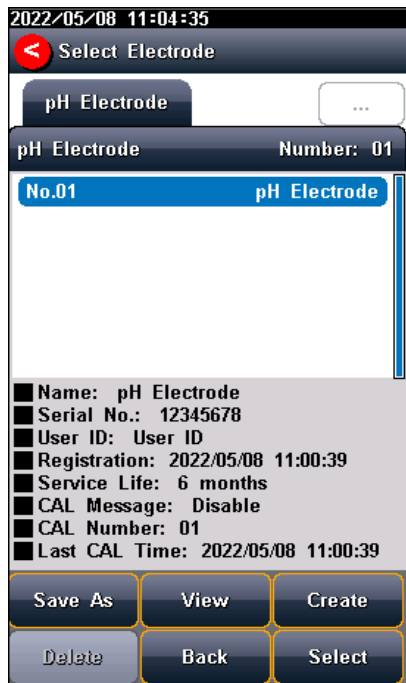 2022/05/08 11:04:35
< Select Electrode
pH Electrode ...
pH Electrode Number: 01
No.01 pH Electrode
Name: pH Electrode
Serial No.: 12345678
User ID: User ID
Registration: 2022/05/08 11:00:39
Service Life: 6 months
CAL Message: Disable
CAL Number: 01
Last CAL Time: 2022/05/08 11:00:39
Save As View Create
Delete Back Select